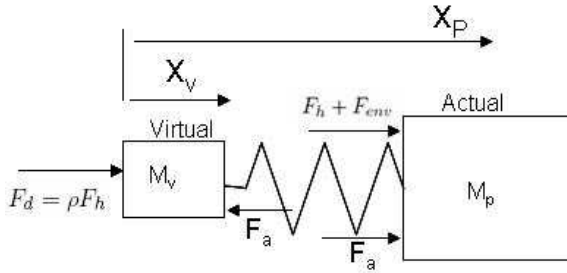 X_P
X_v
F_h + F_env
Actual
Virtual
F_d = ρF_h
M_v
M_p
F_a
F_a